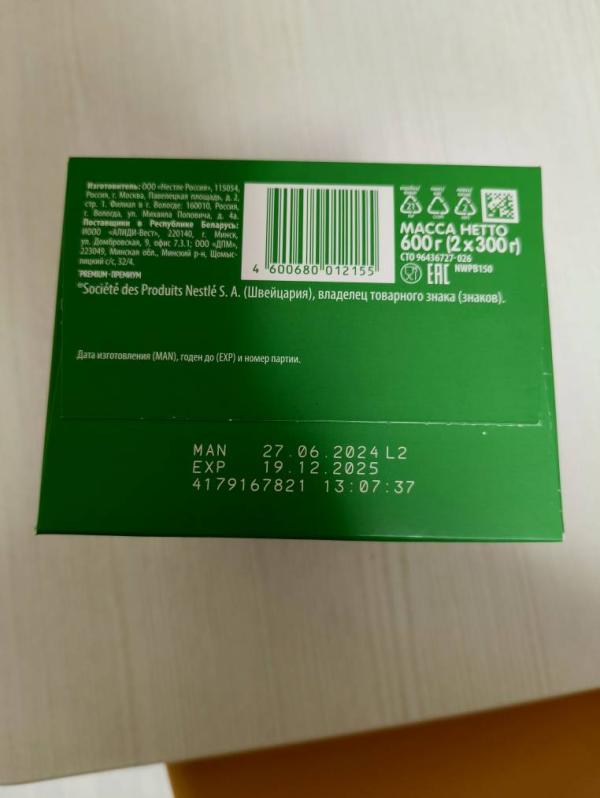 Изготовитель: ООО «Нестле Россия», 115054,
Россия, г. Москва, Павелецкая площадь, д. 2,
стр. 1. Филиал в г. Вологде: 160010, Россия,
г. Вологда, ул. Михаила Поповича, д. 4а.
Поставщики в Республике Беларусь:
ИООО «АЛИДИ-Вест», 220140, г. Минск,
ул. Домбровская, 9, офис 7.3.1; ООО «ДПМ»,
223049, Минская обл., Минский р-н, Щомыс-
лицкий с/с, 32/4.
PREMIUM - ПРЕМИУМ
Société des Produits Nestlé S. A. (Швейцария), владелец товарного знака (знаков).
4 600680 012155
21
МАССА НЕТТО
600 г (2 x 300 г)
СТО 96436727-026
EAC NWPB150
Дата изготовления (MAN), годен до (EXP) и номер партии.
MAN 27.06.2024 L2
EXP 19.12.2025
4179167821 13:07:37